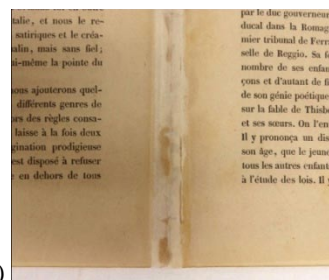 talie, et nous le re-
satiriques et le créa-
alin, mais sans fiel;
i-même la pointe du
ous ajouterons quel-
différents genres de
rs des règles consa-
laisse à la fois deux
gination prodigieuse
est disposé à refuser
e en dehors de tous
par le duc gouverneur
ducal dans la Romag
mier tribunal de Ferr
selle de Reggio. Sa fe
nombre de ses enfan
çons et d'autant de fi
de son génie poétique
sur la fable de Thisb
et ses sœurs. On l'en
Il y prononça un dis
son âge, que le jeune
tous les autres enfants
à l'étude des lois. Il y
)